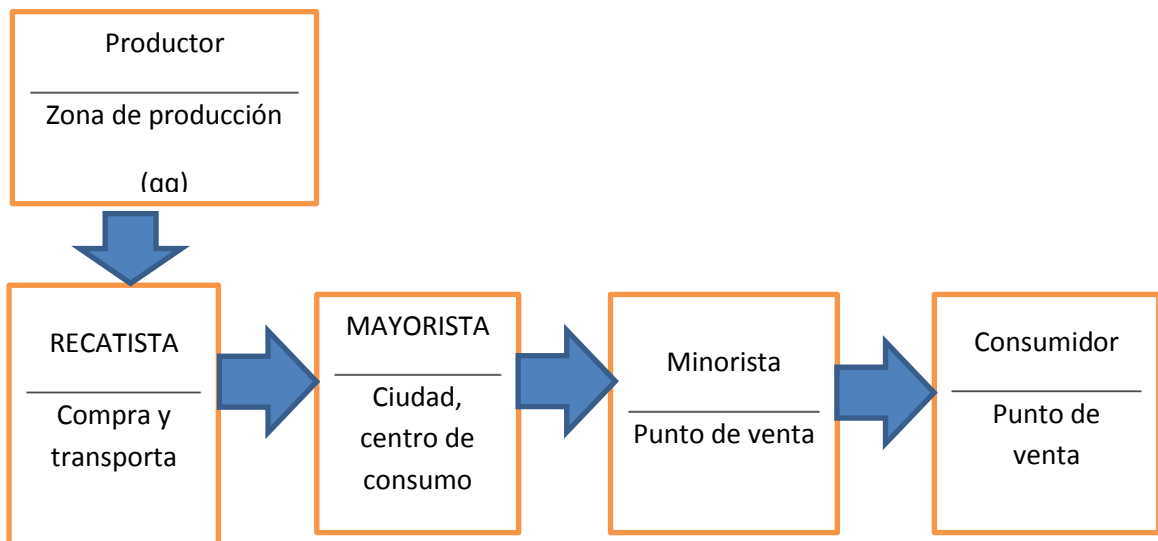 Productor
Zona de producción
(qq)
RECATISTA
Compra y
transporta
MAYORISTA
Ciudad,
centro de
consumo
Minorista
Punto de venta
Consumidor
Punto de
venta